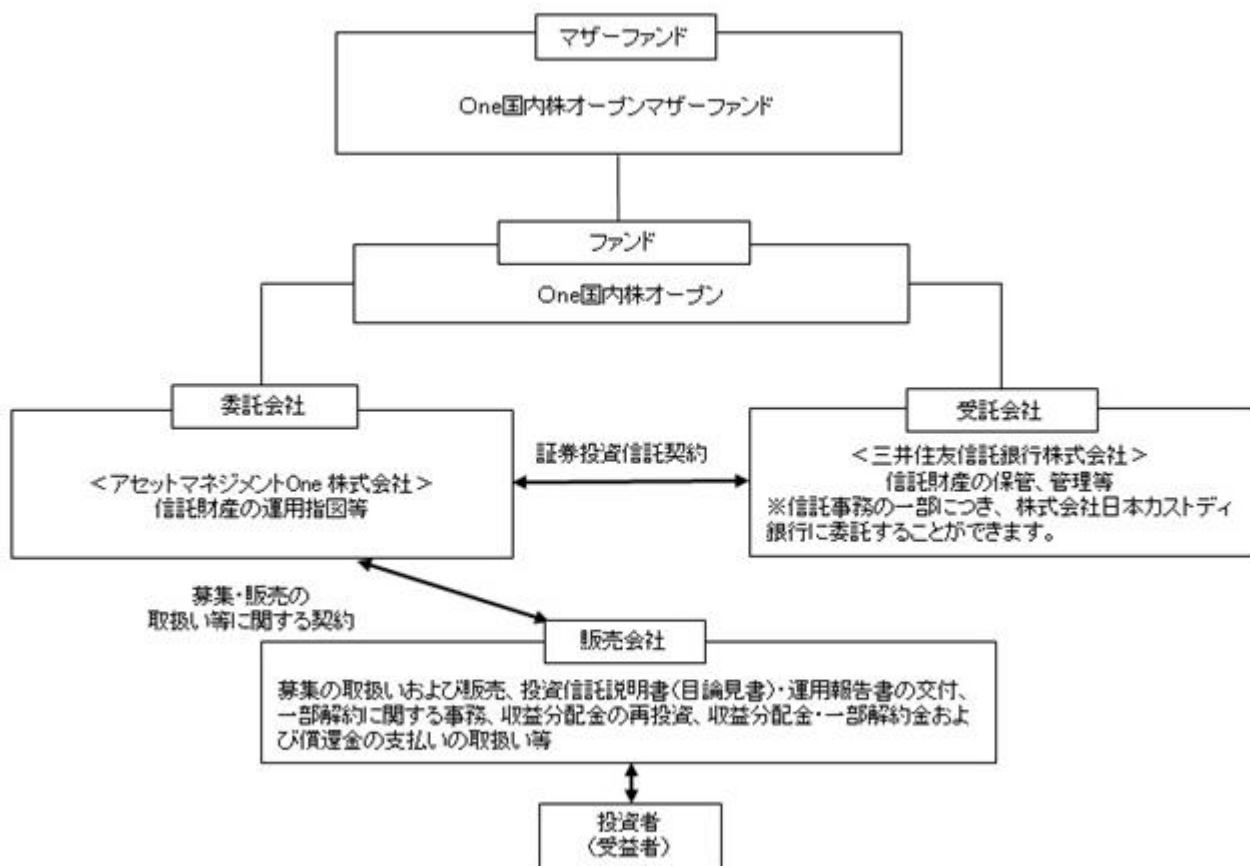 マザーファンド
One国内株オープンマザーファンド
ファンド
One国内株オープン
委託会社
<アセットマネジメントOne 株式会社>
信託財産の運用指図等
証券投資信託契約
受託会社
<三井住友信託銀行株式会社>
信託財産の保管、管理等
※信託事務の一部につき、株式会社日本カストディ
銀行に委託することができます。
募集・販売の
取扱い等に関する契約
販売会社
募集の取扱いおよび販売、投資信託説明書(目論見書)・運用報告書の交付、
一部解約に関する事務、収益分配金の再投資、収益分配金・一部解約金およ
び償還金の支払いの取扱い等
投資者
(受益者)